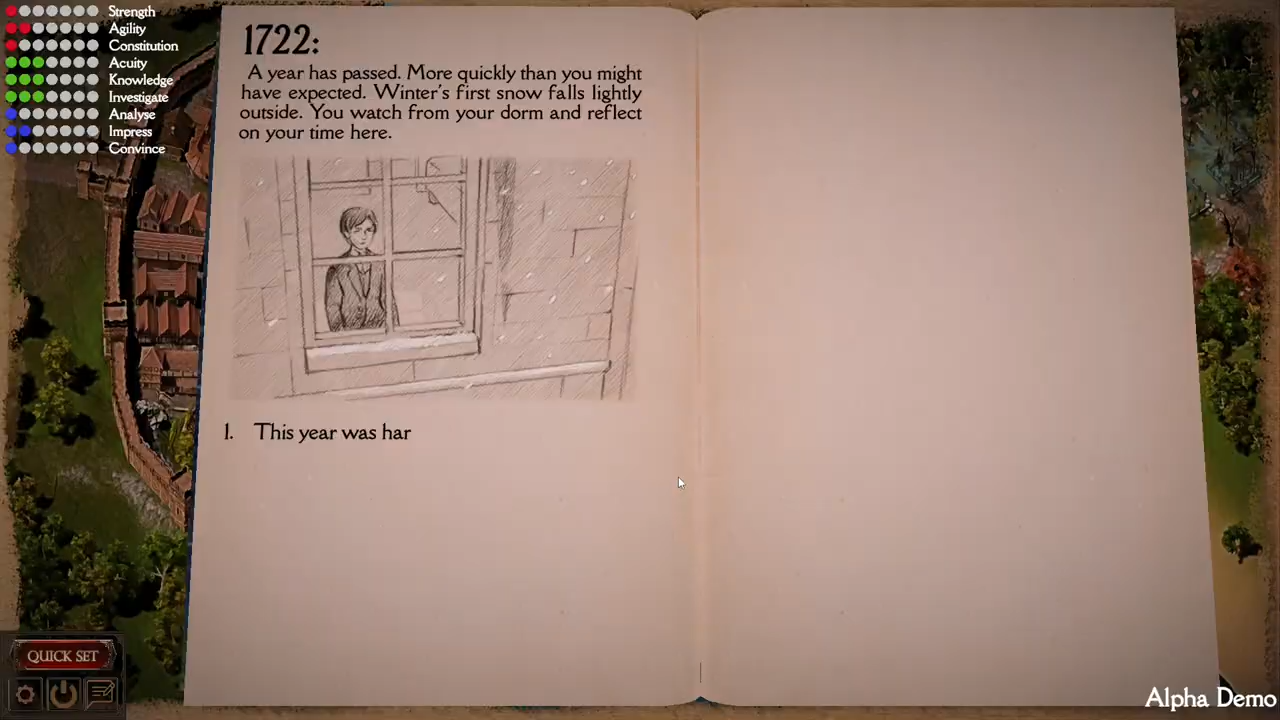 Strength
Agility
Constitution
Acuity
Knowledge
Investigate
Analyse
Impress
Convince
1722:
A year has passed. More quickly than you might
have expected. Winter's first snow falls lightly
outside. You watch from your dorm and reflect
on your time here.
1. This year was har
QUICK SET
Alpha Demo